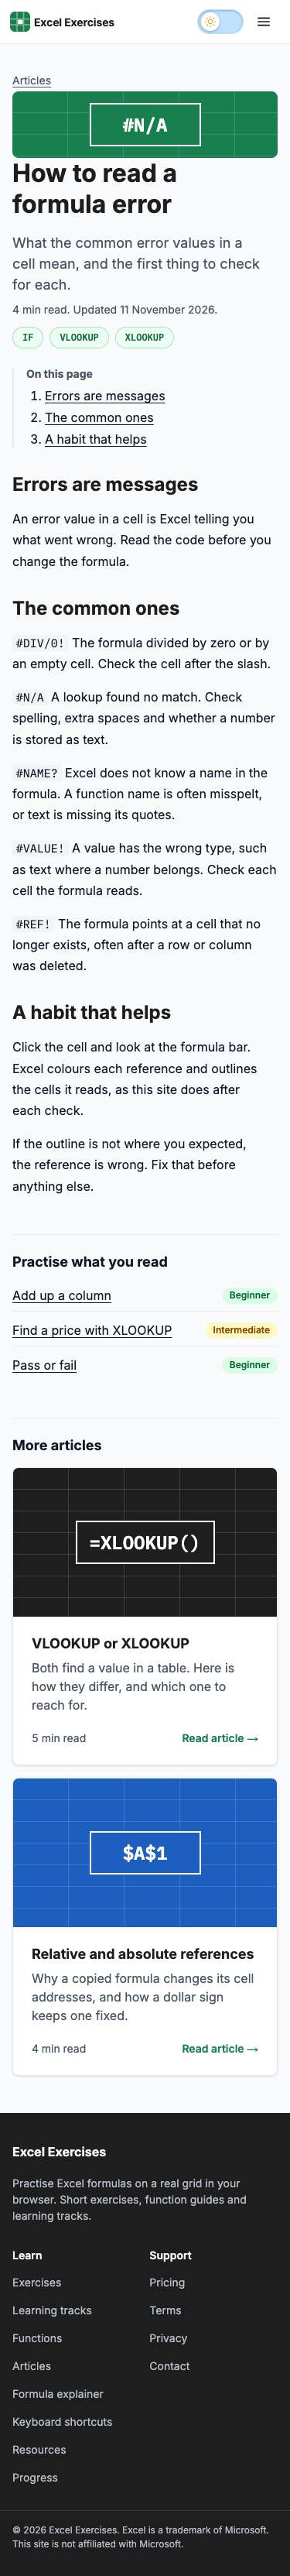 Excel Exercises
Articles
#N/A
How to read a
formula error
What the common error values in a
cell mean, and the first thing to check
for each.
4 min read. Updated 11 November 2026.
IF VLOOKUP XLOOKUP
On this page
1. Errors are messages
2. The common ones
3. A habit that helps
Errors are messages
An error value in a cell is Excel telling you
what went wrong. Read the code before you
change the formula.
The common ones
#DIV/0! The formula divided by zero or by
an empty cell. Check the cell after the slash.
#N/A A lookup found no match. Check
spelling, extra spaces and whether a number
is stored as text.
#NAME? Excel does not know a name in the
formula. A function name is often misspelt,
or text is missing its quotes.
#VALUE! A value has the wrong type, such
as text where a number belongs. Check each
cell the formula reads.
#REF! The formula points at a cell that no
longer exists, often after a row or column
was deleted.
A habit that helps
Click the cell and look at the formula bar.
Excel colours each reference and outlines
the cells it reads, as this site does after
each check.
If the outline is not where you expected,
the reference is wrong. Fix that before
anything else.
Practise what you read
Add up a column Beginner
Find a price with XLOOKUP Intermediate
Pass or fail Beginner
More articles
=XLOOKUP()
VLOOKUP or XLOOKUP
Both find a value in a table. Here is
how they differ, and which one to
reach for.
5 min read Read article →
$A$1
Relative and absolute references
Why a copied formula changes its cell
addresses, and how a dollar sign
keeps one fixed.
4 min read Read article →
Excel Exercises
Practise Excel formulas on a real grid in your
browser. Short exercises, function guides and
learning tracks.
Learn Support
Exercises Pricing
Learning tracks Terms
Functions Privacy
Articles Contact
Formula explainer
Keyboard shortcuts
Resources
Progress
© 2026 Excel Exercises. Excel is a trademark of Microsoft.
This site is not affiliated with Microsoft.